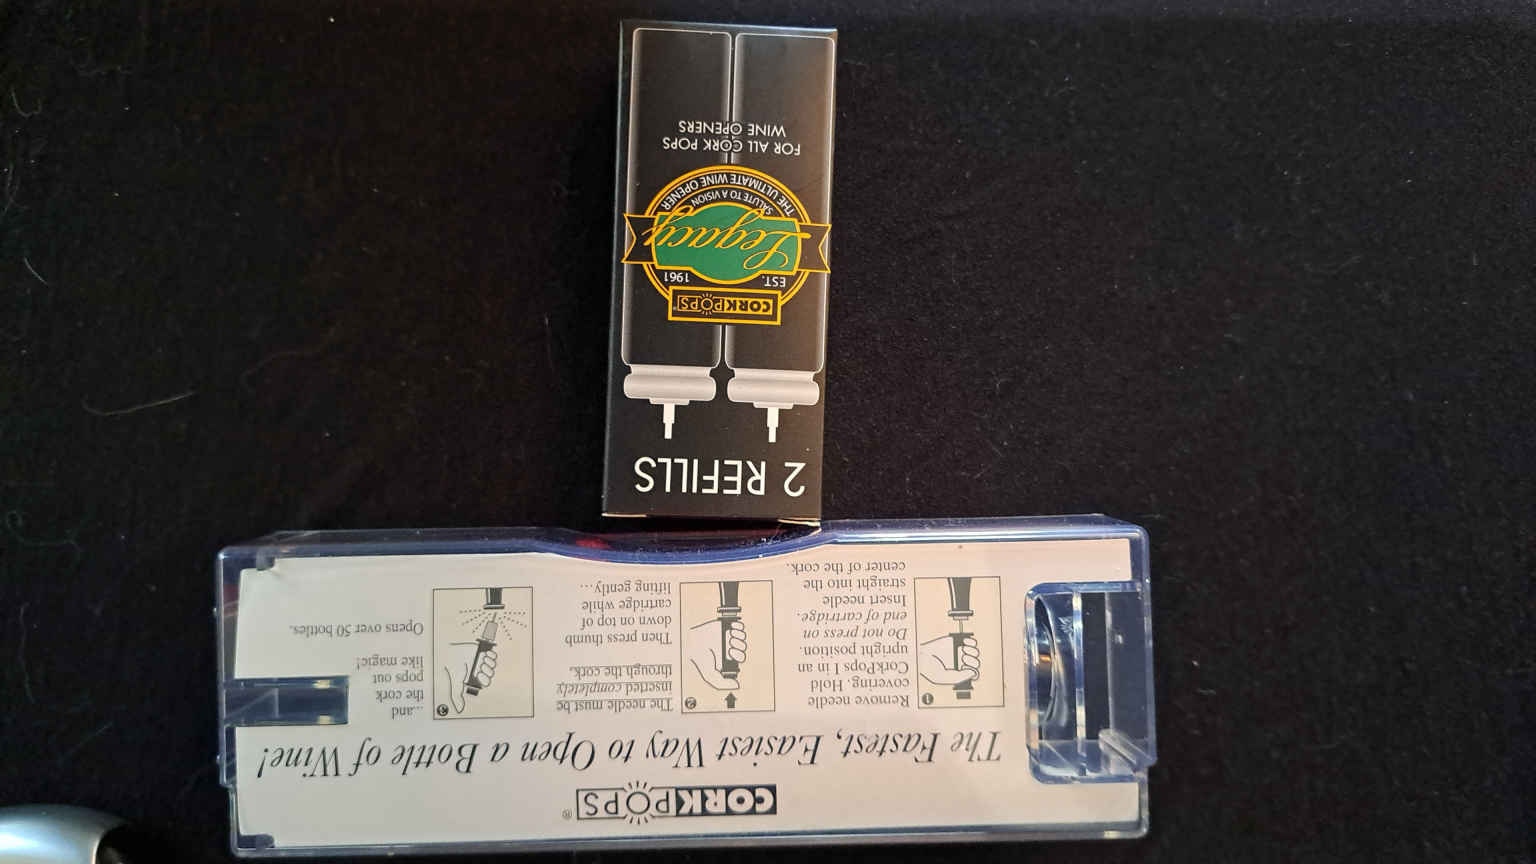 CORKPOPS®
The Fastest, Easiest Way to Open a Bottle of Wine!
1
Remove needle
covering. Hold
CorkPops I in an
upright position.
Do not press on
end of cartridge.
Insert needle
straight into the
center of the cork.
2
The needle must be
inserted completely
through the cork.
Then press thumb
down on top of
cartridge while
lifting gently...
3
...and
the cork
pops out
like magic!
Opens over 50 bottles.
2 REFILLS
CORKPOPS
EST. 1961
Legacy
SALUTE TO A VISION
THE ULTIMATE WINE OPENER
FOR ALL CORK POPS
WINE OPENERS